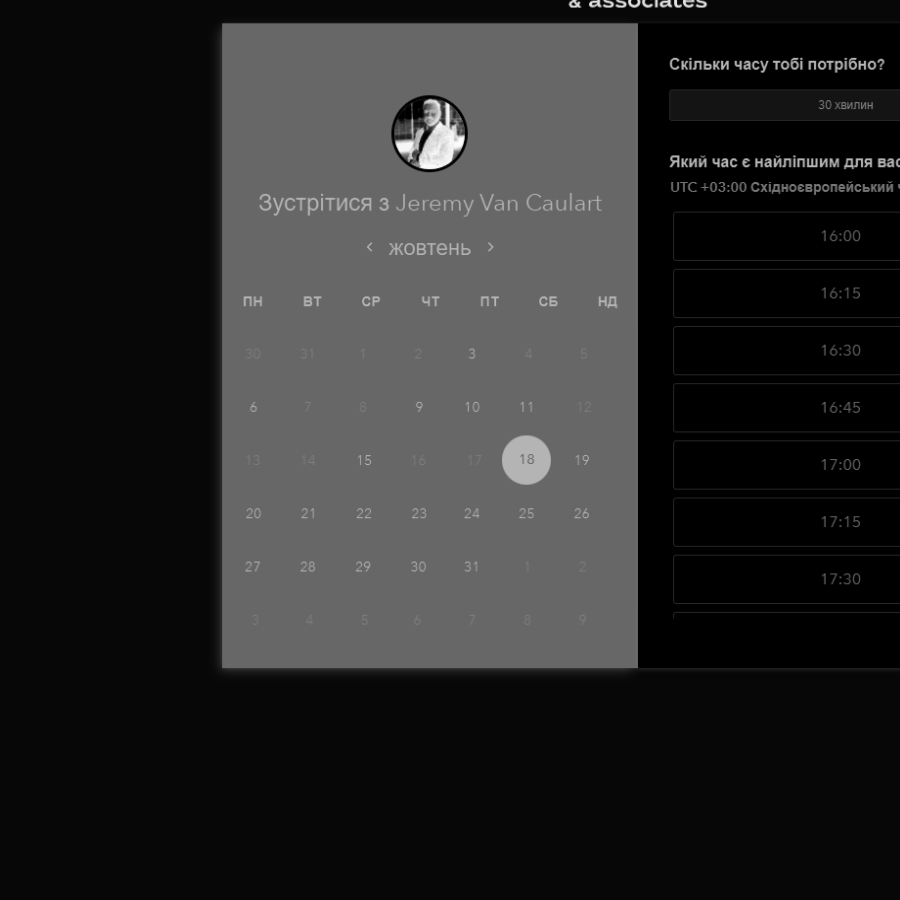 & associates
Зустрітися з Jeremy Van Caulart
жовтень
ПН ВТ СР ЧТ ПТ СБ НД
30 31 1 2 3 4 5
6 7 8 9 10 11 12
13 14 15 16 17 18 19
20 21 22 23 24 25 26
27 28 29 30 31 1 2
3 4 5 6 7 8 9
Скільки часу тобі потрібно?
30 хвилин
Який час є найліпшим для вас
UTC +03:00 Східноєвропейський
16:00
16:15
16:30
16:45
17:00
17:15
17:30